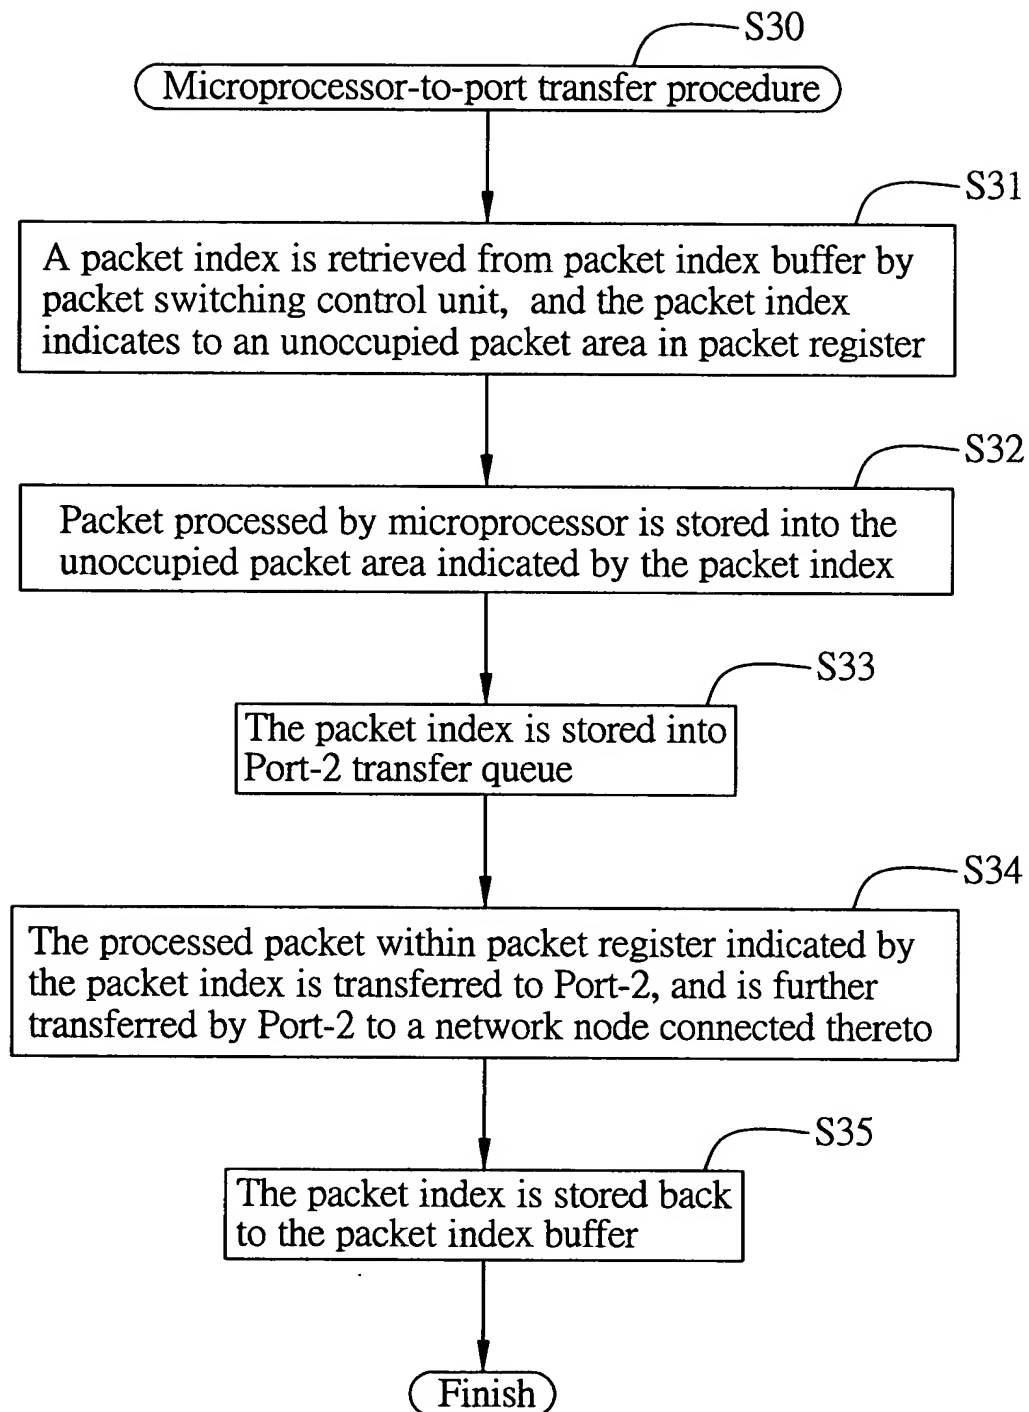 S30
Microprocessor-to-port transfer procedure
S31
A packet index is retrieved from packet index buffer by
packet switching control unit, and the packet index
indicates to an unoccupied packet area in packet register
S32
Packet processed by microprocessor is stored into the
unoccupied packet area indicated by the packet index
S33
The packet index is stored into
Port-2 transfer queue
S34
The processed packet within packet register indicated by
the packet index is transferred to Port-2, and is further
transferred by Port-2 to a network node connected thereto
S35
The packet index is stored back
to the packet index buffer
Finish